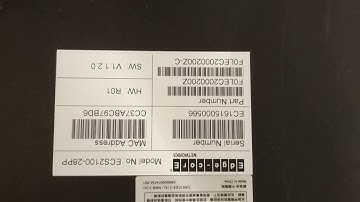 Edge-corE
NETWORKS
Model No: ECS2100-28PP
Serial Number
EC1615000566
MAC Address
CC37ABC97BD6
Part Number
F0LEC2000200Z
HW R01
F0LEC2000200Z-C
SW V1.1.2.0